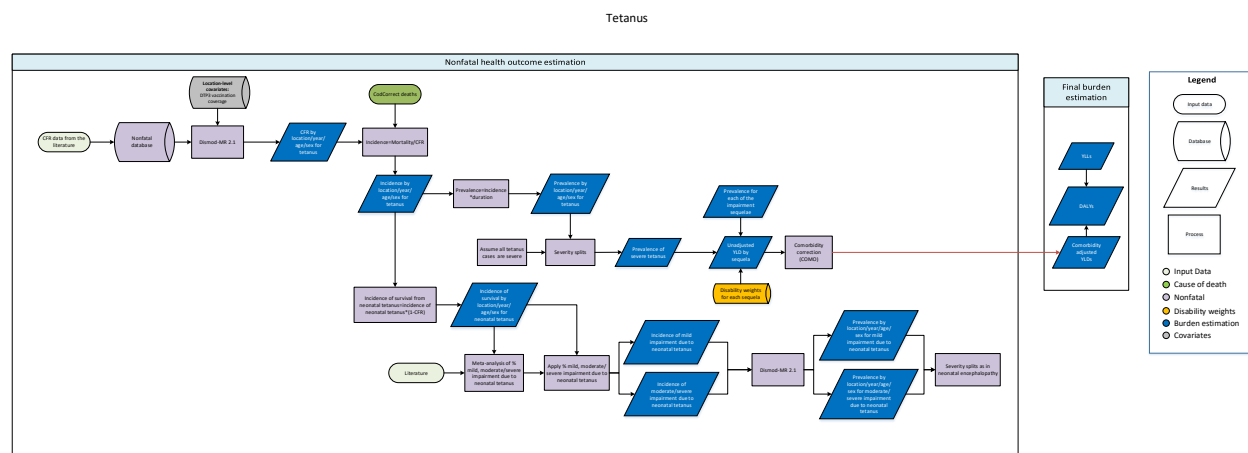 Tetanus
Nonfatal health outcome estimation
Location-level
covariates:
DTP3 vaccination
coverage
CodCorrect deaths
CFR data from the
literature
Nonfatal
database
Dismod-MR 2.1
CFR by
location/year/
age/sex for
tetanus
Incidence=Mortality/CFR
Incidence by
location/year/
age/sex for
tetanus
Prevalence=Incidence
*duration
Prevalence by
location/year/
age/sex for
tetanus
Prevalence for
each of the
impairment
sequelae
Assume all tetanus
cases are severe
Severity splits
Prevalence of
severe tetanus
Unadjusted
YLD by
sequela
Comorbidity
correction
(COMO)
Disability weights
for each sequela
Incidence of survival from
neonatal tetanus=incidence of
neonatal tetanus*(1-CFR)
Incidence of
survival by
location/year/
age/sex for
neonatal tetanus
Literature
Meta-analysis of %
mild, moderate/severe
impairment due to
neonatal tetanus
Apply % mild, moderate/
severe impairment due to
neonatal tetanus
Incidence of mild
impairment due to
neonatal tetanus
Incidence of
moderate/severe
impairment due to
neonatal tetanus
Dismod-MR 2.1
Prevalence by
location/year/age/
sex for mild
impairment due to
neonatal tetanus
Prevalence by
location/year/age/
sex for moderate/
severe impairment
due to neonatal
tetanus
Severity splits as in
neonatal encephalopathy
Final burden
estimation
YLLs
DALYs
Comorbidity
adjusted
YLDs
Legend
Input data
Database
Results
Process
Input Data
Cause of death
Nonfatal
Disability weights
Burden estimation
Covariates